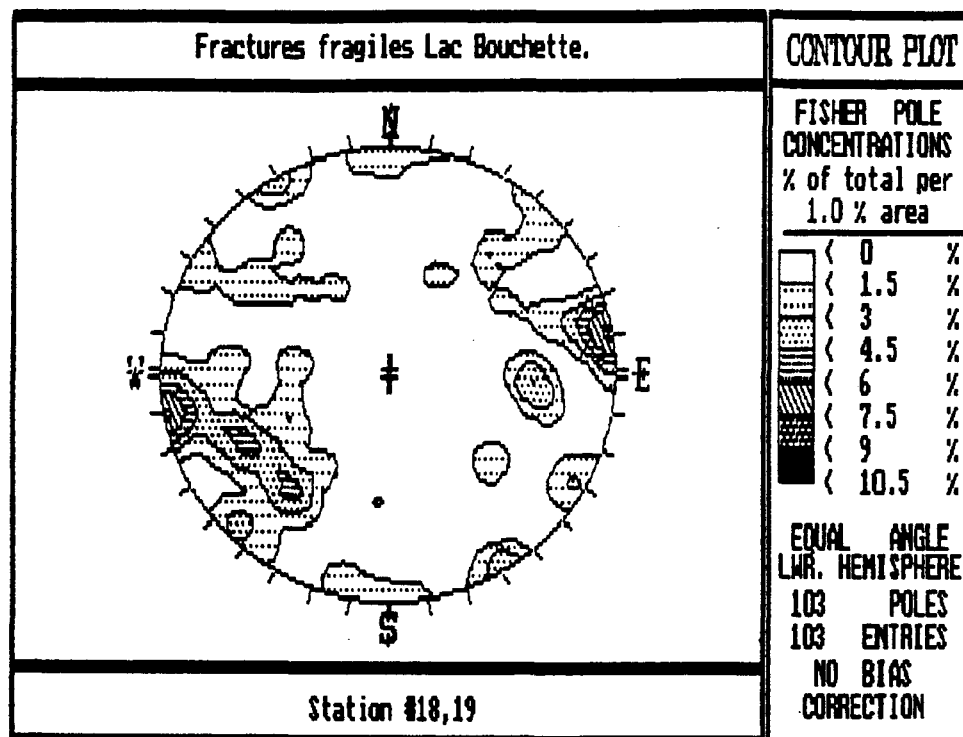 Fractures fragiles Lac Bouchette.
N
W
E
S
Station #18,19
CONTOUR PLOT
FISHER POLE
CONCENTRATIONS
% of total per
1.0 % area
< 0 %
< 1.5 %
< 3 %
< 4.5 %
< 6 %
< 7.5 %
< 9 %
< 10.5 %
EQUAL ANGLE
LWR. HEMISPHERE
103 POLES
103 ENTRIES
NO BIAS
CORRECTION